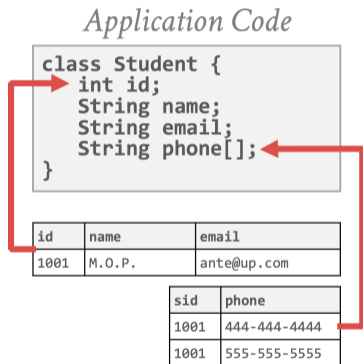 Application Code
class Student {
int id;
String name;
String email;
String phone[];
}
id name email
1001 M.O.P. ante@up.com
sid phone
1001 444-444-4444
1001 555-555-5555